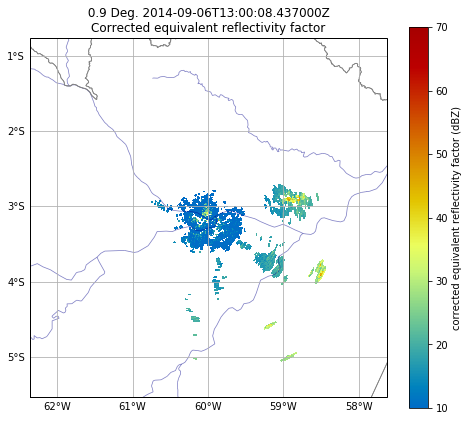 0.9 Deg. 2014-09-06T13:00:08.437000Z
Corrected equivalent reflectivity factor
1°S
2°S
3°S
4°S
5°S
62°W
61°W
60°W
59°W
58°W
70
60
50
40
30
20
10
corrected equivalent reflectivity factor (dBZ)